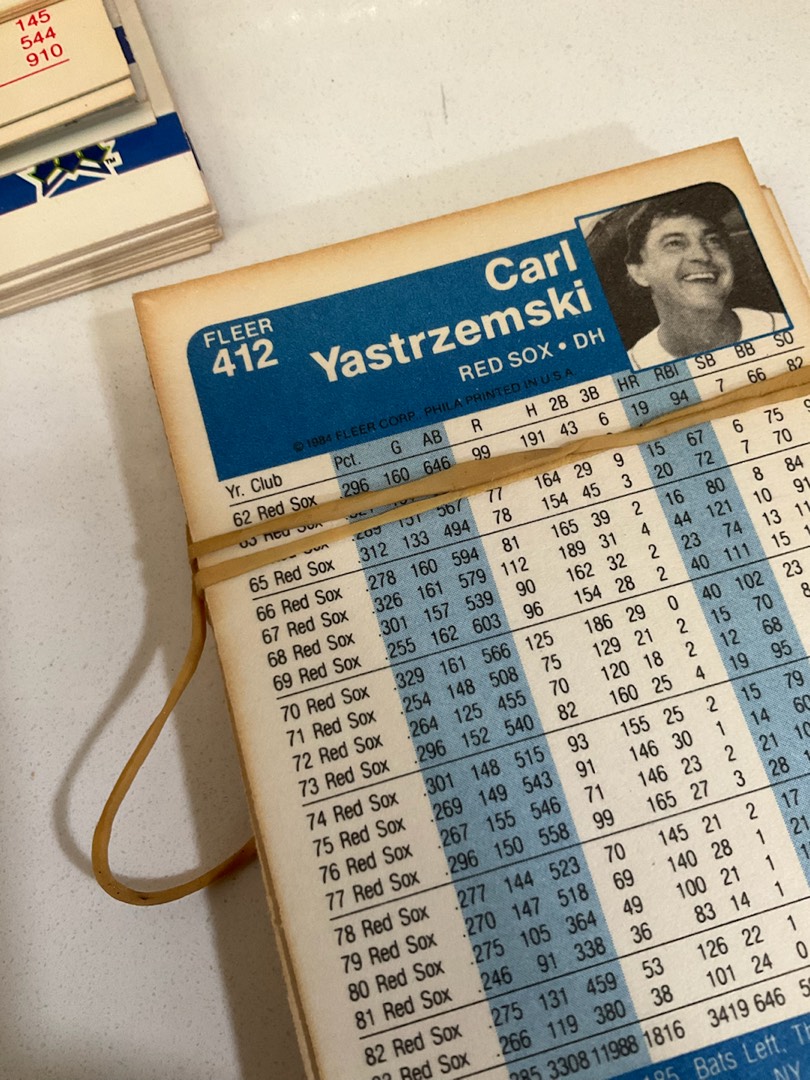 145
544
910
TM
FLEER
412
Carl
Yastrzemski
RED SOX • DH
© 1984 FLEER CORP. PHILA PRINTED IN U.S.A.
Yr. Club Pct. G AB R H 2B 3B HR RBI SB BB SO
62 Red Sox .296 160 646 99 191 43 6 19 94 7 66 82
63 Red Sox
.289 151 567 77 164 29 9 15 67 6 75
65 Red Sox .312 133 494 78 154 45 3 20 72 7 70
66 Red Sox .278 160 594 81 165 39 2 16 80 8 84
67 Red Sox .326 161 579 112 189 31 4 44 121 10 91
68 Red Sox .301 157 539 90 162 32 2 23 74 13
69 Red Sox .255 162 603 96 154 28 2 40 111 15
70 Red Sox .329 161 566 125 186 29 0 40 102 23
71 Red Sox .254 148 508 75 129 21 2 15 70
72 Red Sox .264 125 455 70 120 18 2 12 68
73 Red Sox .296 152 540 82 160 25 4 19 95
74 Red Sox .301 148 515 93 155 25 2 15 79
75 Red Sox .269 149 543 91 146 30 1 14 60
76 Red Sox .267 155 546 71 146 23 2 21
77 Red Sox .296 150 558 99 165 27 3 28
78 Red Sox .277 144 523 70 145 21 2 17
79 Red Sox .270 147 518 69 140 28 1 21
80 Red Sox .275 105 364 49 100 21 1
81 Red Sox .246 91 338 36 83 14 1
82 Red Sox .275 131 459 53 126 22 1
Red Sox .266 119 380 38 101 24 0
285 3308 11988 1816 3419 646
185, Bats Left, Th
NY